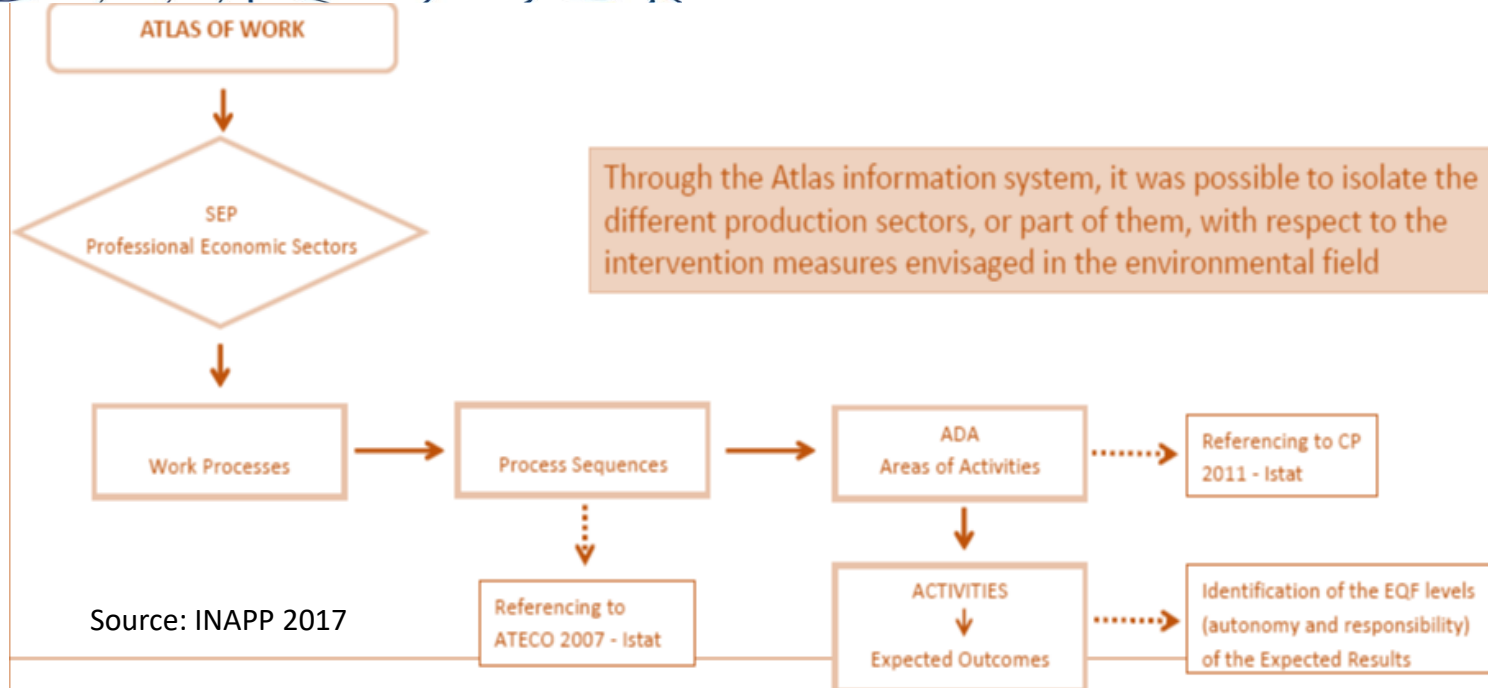 ATLAS OF WORK
SEP
Professional Economic Sectors
Through the Atlas information system, it was possible to isolate the
different production sectors, or part of them, with respect to the
intervention measures envisaged in the environmental field
Work Processes
Process Sequences
ADA
Areas of Activities
Referencing to CP
2011 - Istat
Source: INAPP 2017
Referencing to
ATECO 2007 - Istat
ACTIVITIES
Expected Outcomes
Identification of the EQF levels
(autonomy and responsibility)
of the Expected Results